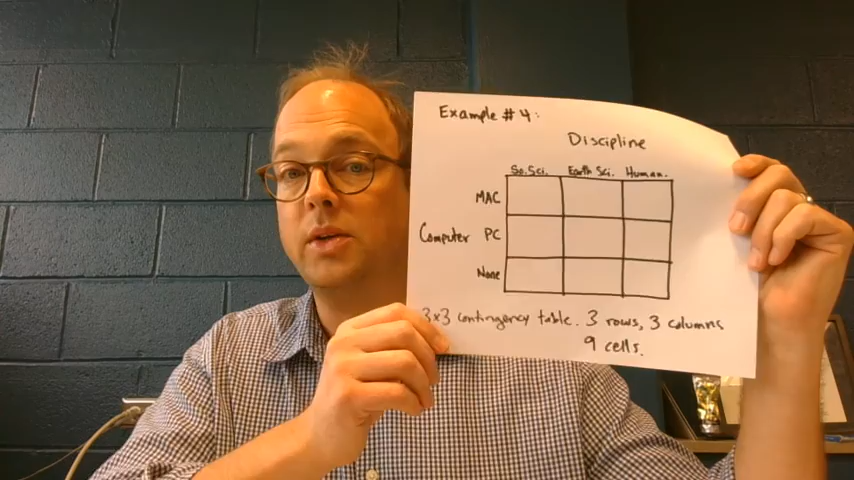 Example #4:
Discipline
So. Sci. Earth Sci. Human.
MAC
Computer PC
None
3x3 contingency table. 3 rows, 3 columns
9 cells.